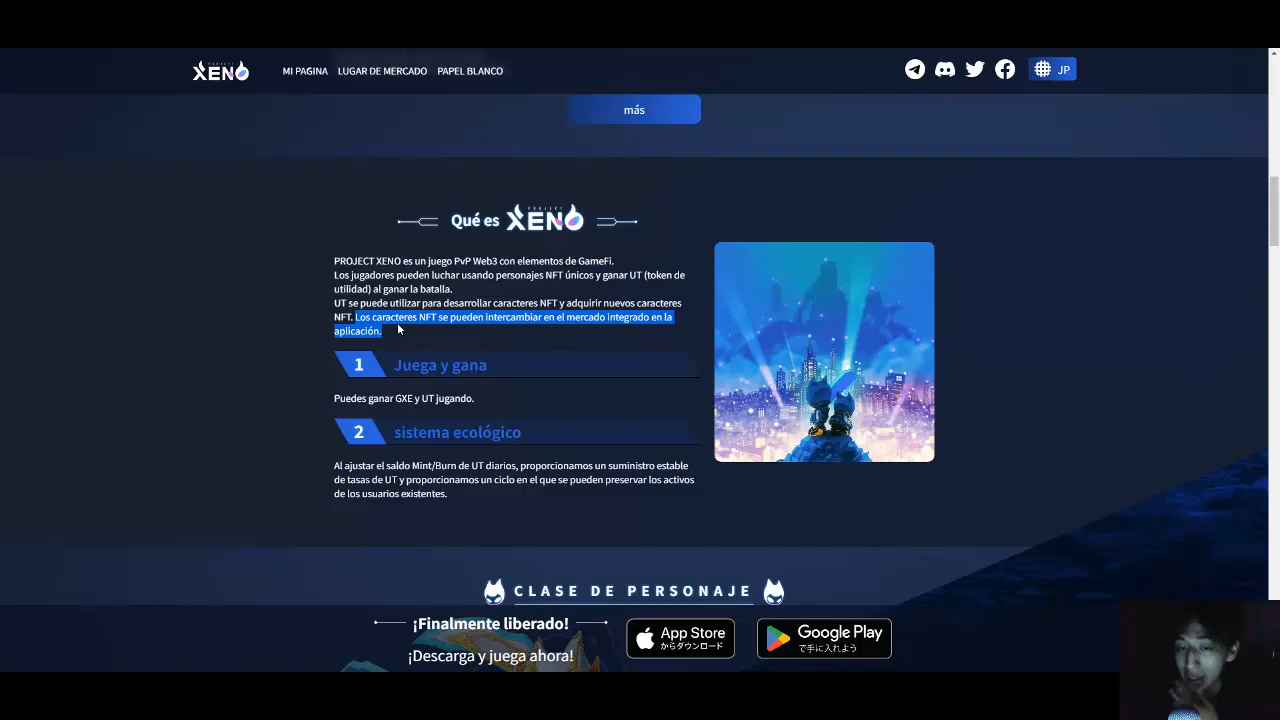 PROJECT
XENO
MI PAGINA LUGAR DE MERCADO PAPEL BLANCO
JP
más
Qué es PROJECT XENO
PROJECT XENO es un juego PvP Web3 con elementos de GameFi.
Los jugadores pueden luchar usando personajes NFT únicos y ganar UT (token de
utilidad) al ganar la batalla.
UT se puede utilizar para desarrollar caracteres NFT y adquirir nuevos caracteres
NFT. Los caracteres NFT se pueden intercambiar en el mercado integrado en la
aplicación.
1 Juega y gana
Puedes ganar GXE y UT jugando.
2 sistema ecológico
Al ajustar el saldo Mint/Burn de UT diarios, proporcionamos un suministro estable
de tasas de UT y proporcionamos un ciclo en el que se pueden preservar los activos
de los usuarios existentes.
CLASE DE PERSONAJE
¡Finalmente liberado!
¡Descarga y juega ahora!
App Store
からダウンロード
Google Play
で手に入れよう